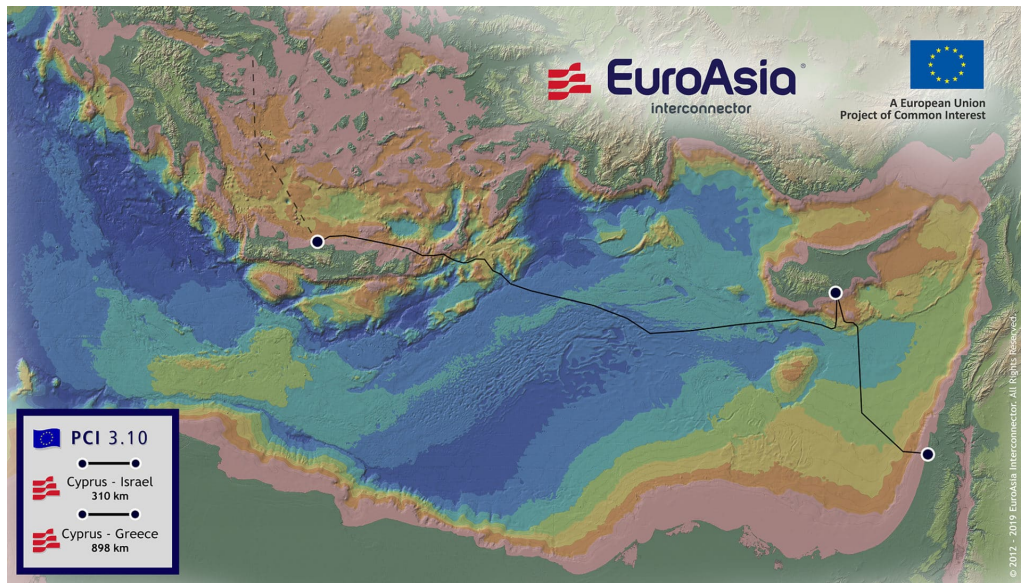 EuroAsia®
interconnector
A European Union
Project of Common Interest
PCI 3.10
Cyprus - Israel
310 km
Cyprus - Greece
898 km
© 2012 - 2019 EuroAsia Interconnector. All Rights Reserved.